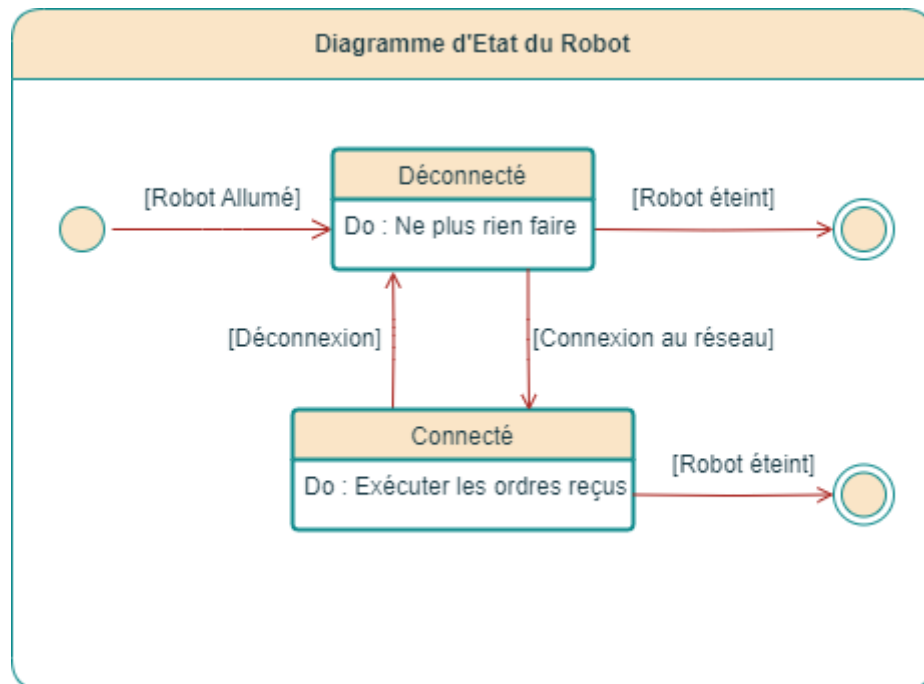 Diagramme d'Etat du Robot
[Robot Allumé]
Déconnecté
Do : Ne plus rien faire
[Robot éteint]
[Déconnexion]
[Connexion au réseau]
Connecté
Do : Exécuter les ordres reçus
[Robot éteint]